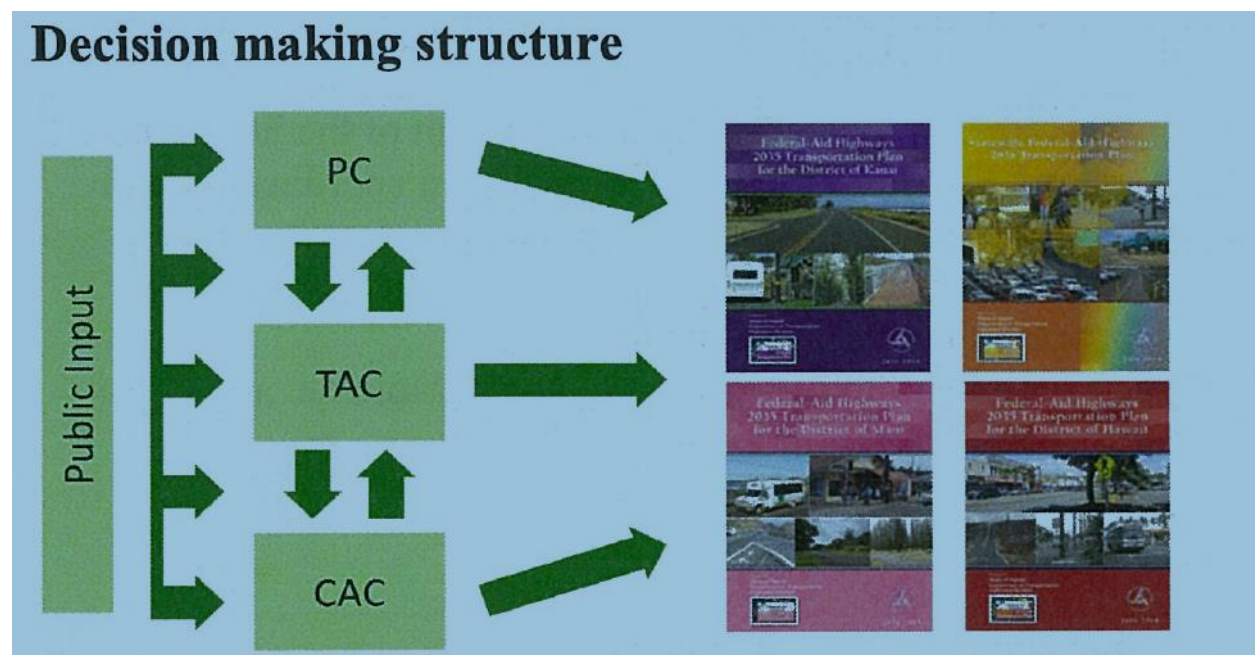 Decision making structure
Public Input
PC
TAC
CAC
Federal-Aid Highways
2035 Transportation Plan
for the District of Kauai
Statewide Federal-Aid Highways
2035 Transportation Plan
Federal-Aid Highways
2035 Transportation Plan
for the District of Maui
Federal-Aid Highways
2035 Transportation Plan
for the District of Hawaii